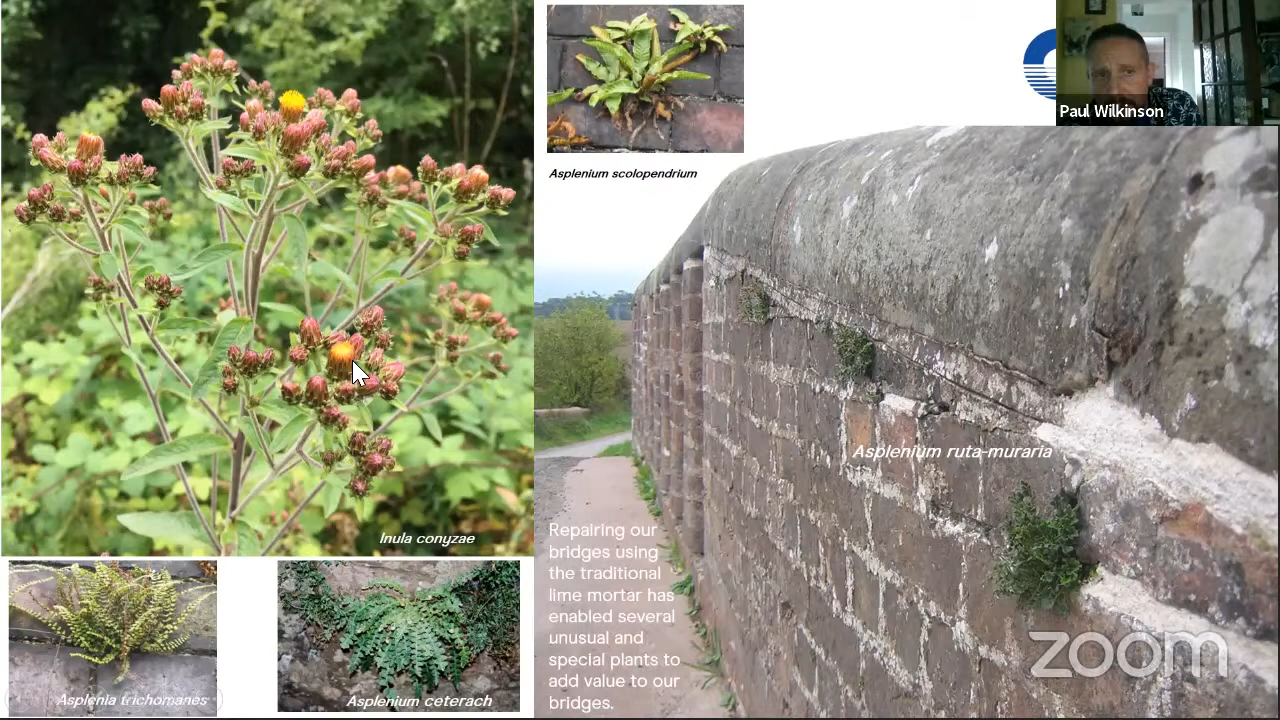 Paul Wilkinson
Asplenium scolopendrium
Asplenium ruta-muraria
Inula conyzae
Repairing our
bridges using
the traditional
lime mortar has
enabled several
unusual and
special plants to
add value to our
bridges.
Asplenia trichomanes
Asplenium ceterach
zoom